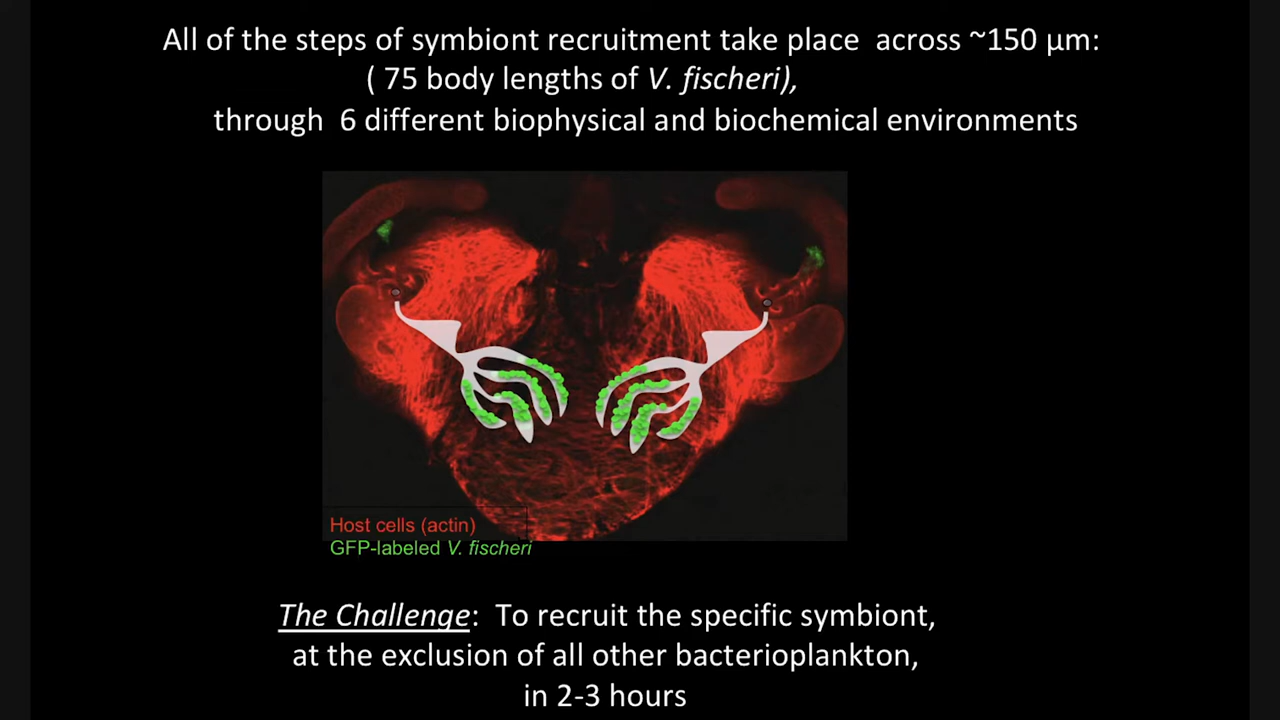 All of the steps of symbiont recruitment take place across ~150 μm:
( 75 body lengths of V. fischeri),
through 6 different biophysical and biochemical environments
Host cells (actin)
GFP-labeled V. fischeri
The Challenge: To recruit the specific symbiont,
at the exclusion of all other bacterioplankton,
in 2-3 hours